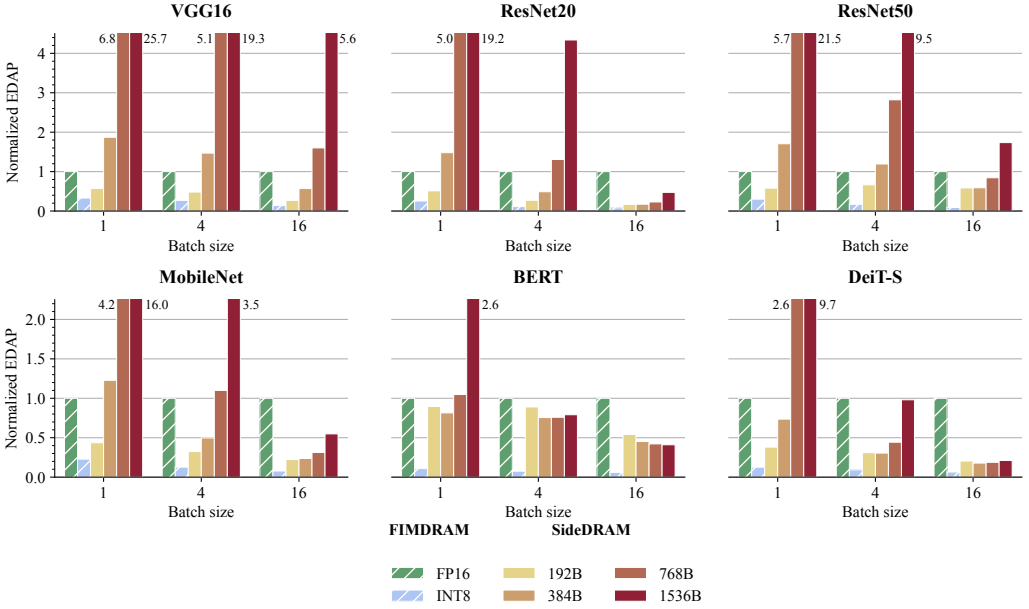 VGG16
ResNet20
ResNet50
Normalized EDAP
4
3
2
1
0
6.8
25.7
5.1
19.3
5.6
5.0
19.2
5.7
21.5
9.5
1
4
16
1
4
16
1
4
16
Batch size
Batch size
Batch size
MobileNet
BERT
DeiT-S
Normalized EDAP
2.0
1.5
1.0
0.5
0.0
4.2
16.0
3.5
2.6
2.6
9.7
1
4
16
1
4
16
1
4
16
Batch size
Batch size
Batch size
FIMDRAM
SideDRAM
FP16
192B
768B
INT8
384B
1536B